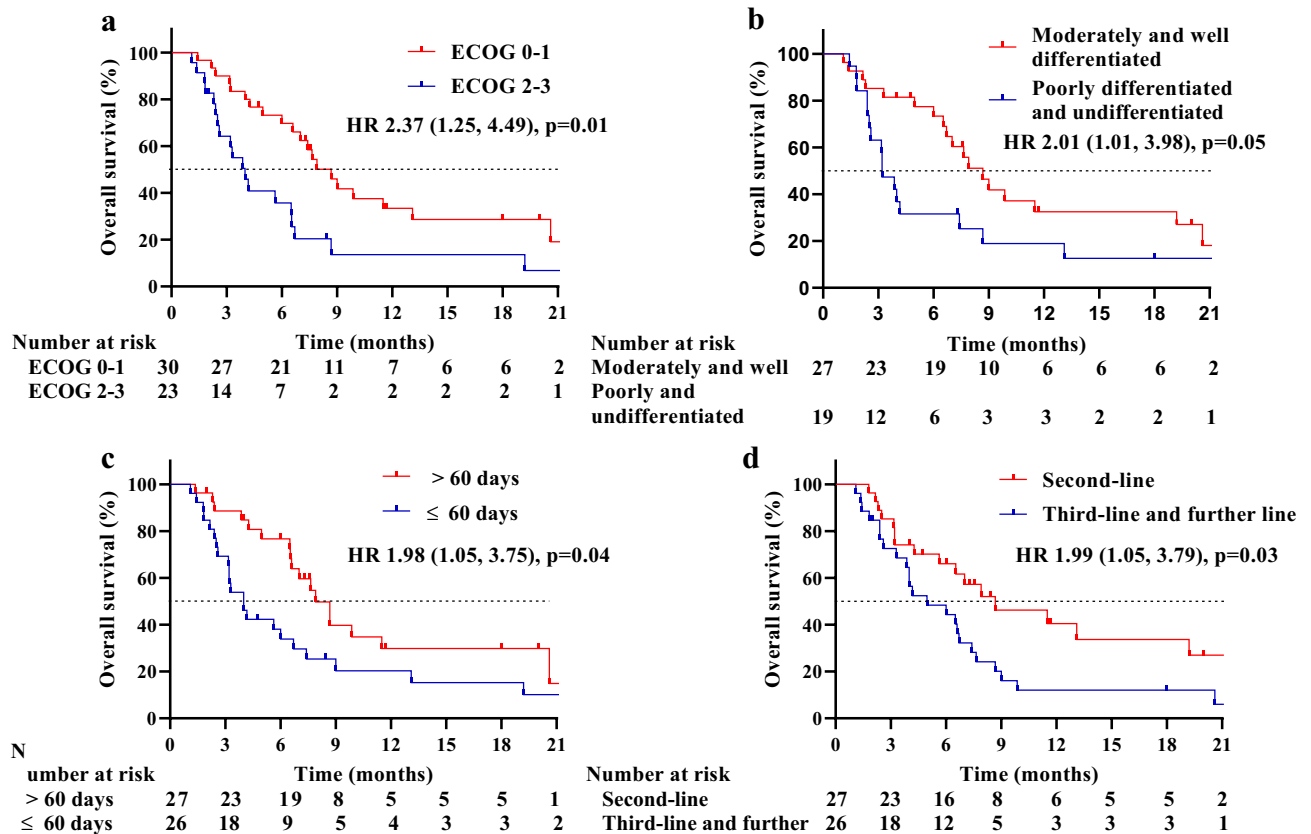 a
Overall survival (%)
100
80
60
40
20
0
ECOG 0-1
ECOG 2-3
HR 2.37 (1.25, 4.49), p=0.01
0 3 6 9 12 15 18 21
Time (months)
Number at risk
ECOG 0-1 30 27 21 11 7 6 6 2
ECOG 2-3 23 14 7 2 2 2 2 1
b
Overall survival (%)
100
80
60
40
20
0
Moderately and well
differentiated
Poorly differentiated
and undifferentiated
HR 2.01 (1.01, 3.98), p=0.05
0 3 6 9 12 15 18 21
Time (months)
Number at risk
Moderately and well 27 23 19 10 6 6 6 2
Poorly and
undifferentiated 19 12 6 3 3 2 2 1
c
Overall survival (%)
100
80
60
40
20
0
> 60 days
≤ 60 days
HR 1.98 (1.05, 3.75), p=0.04
0 3 6 9 12 15 18 21
Time (months)
N
umber at risk
> 60 days 27 23 19 8 5 5 5 1
≤ 60 days 26 18 9 5 4 3 3 2
d
Overall survival (%)
100
80
60
40
20
0
Second-line
Third-line and further line
HR 1.99 (1.05, 3.79), p=0.03
0 3 6 9 12 15 18 21
Time (months)
Number at risk
Second-line 27 23 16 8 6 5 5 2
Third-line and further 26 18 12 5 3 3 3 1